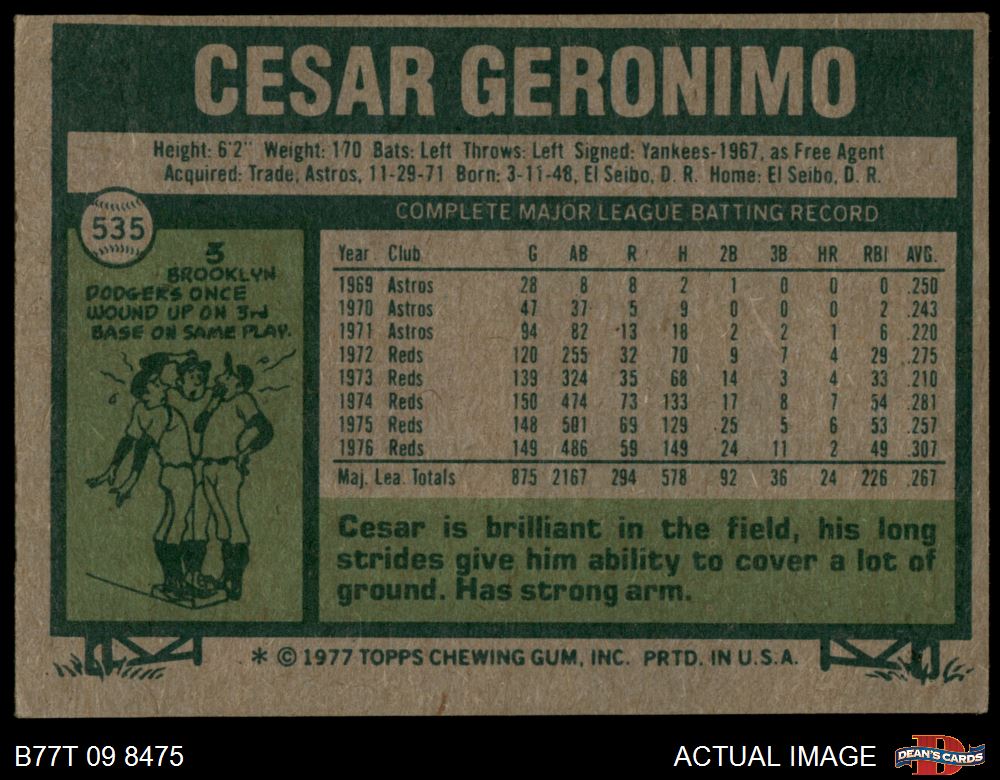 CESAR GERONIMO
Height: 6'2" Weight: 170 Bats: Left Throws: Left Signed: Yankees-1967, as Free Agent
Acquired: Trade, Astros, 11-29-71 Born: 3-11-48, El Seibo, D. R. Home: El Seibo, D. R.
535
3
BROOKLYN
DODGERS ONCE
WOUND UP ON 3rd
BASE ON SAME PLAY.
COMPLETE MAJOR LEAGUE BATTING RECORD
Year Club G AB R H 2B 3B HR RBI AVG.
1969 Astros 28 8 8 2 1 0 0 0 .250
1970 Astros 47 37 5 9 0 0 0 2 .243
1971 Astros 94 82 13 18 2 2 1 6 .220
1972 Reds 120 255 32 70 9 7 4 29 .275
1973 Reds 139 324 35 68 14 3 4 33 .210
1974 Reds 150 474 73 133 17 8 7 54 .281
1975 Reds 148 501 69 129 25 5 6 53 .257
1976 Reds 149 486 59 149 24 11 2 49 .307
Maj. Lea. Totals 875 2167 294 578 92 36 24 226 .267
Cesar is brilliant in the field, his long
strides give him ability to cover a lot of
ground. Has strong arm.
* © 1977 TOPPS CHEWING GUM, INC. PRTD. IN U.S.A.
B77T 09 8475
ACTUAL IMAGE
D
DEAN'S CARDS